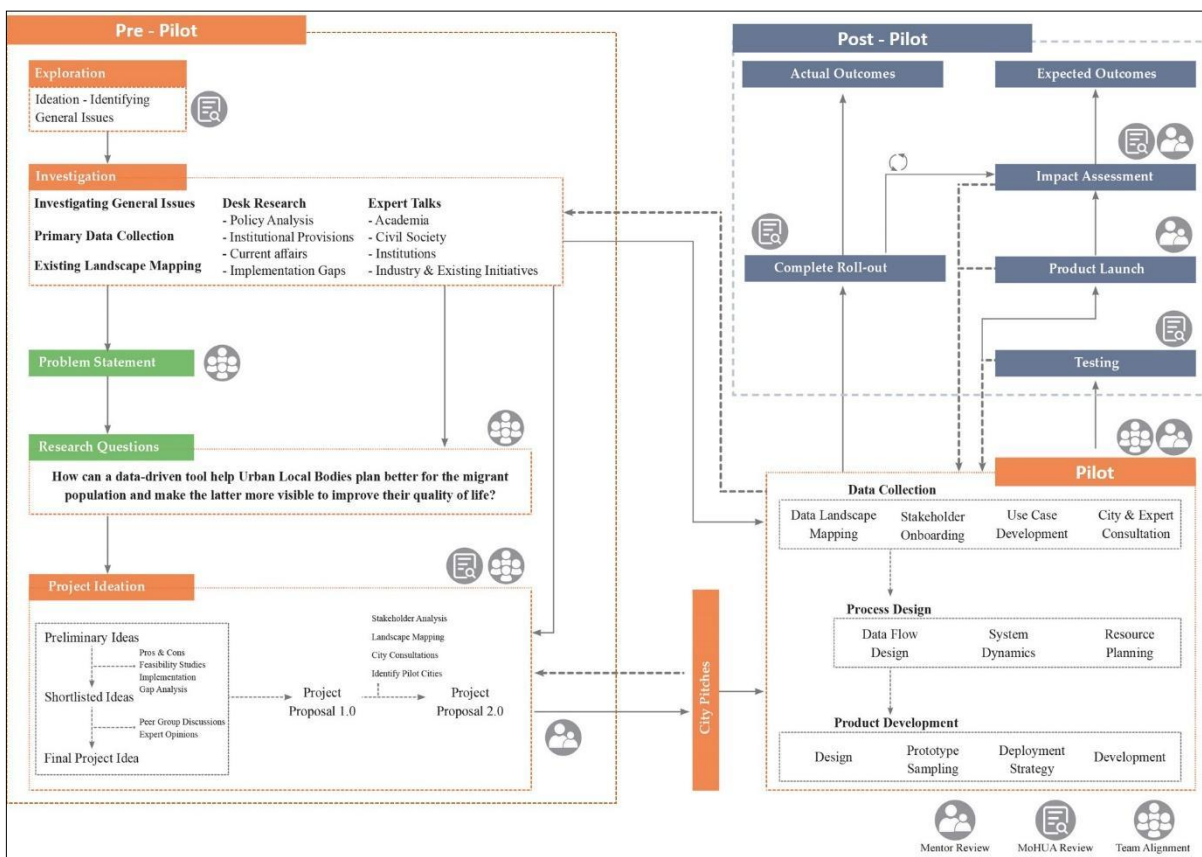 Pre - Pilot
Exploration
Ideation - Identifying
General Issues
Investigation
Investigating General Issues
Primary Data Collection
Existing Landscape Mapping
Desk Research
- Policy Analysis
- Institutional Provisions
- Current affairs
- Implementation Gaps
Expert Talks
- Academia
- Civil Society
- Institutions
- Industry & Existing Initiatives
Problem Statement
Research Questions
How can a data-driven tool help Urban Local Bodies plan better for the migrant
population and make the latter more visible to improve their quality of life?
Project Ideation
Preliminary Ideas
Pros & Cons
Feasibility Studies
Implementation
Gap Analysis
Shortlisted Ideas
Peer Group Discussions
Expert Opinions
Final Project Idea
Project
Proposal 1.0
Stakeholder Analysis
Landscape Mapping
City Consultations
Identify Pilot Cities
Project
Proposal 2.0
City Pitches
Post - Pilot
Actual Outcomes
Expected Outcomes
Impact Assessment
Complete Roll-out
Product Launch
Testing
Pilot
Data Collection
Data Landscape
Mapping
Stakeholder
Onboarding
Use Case
Development
City & Expert
Consultation
Process Design
Data Flow
Design
System
Dynamics
Resource
Planning
Product Development
Design
Prototype
Sampling
Deployment
Strategy
Development
Mentor Review
MoHUA Review
Team Alignment